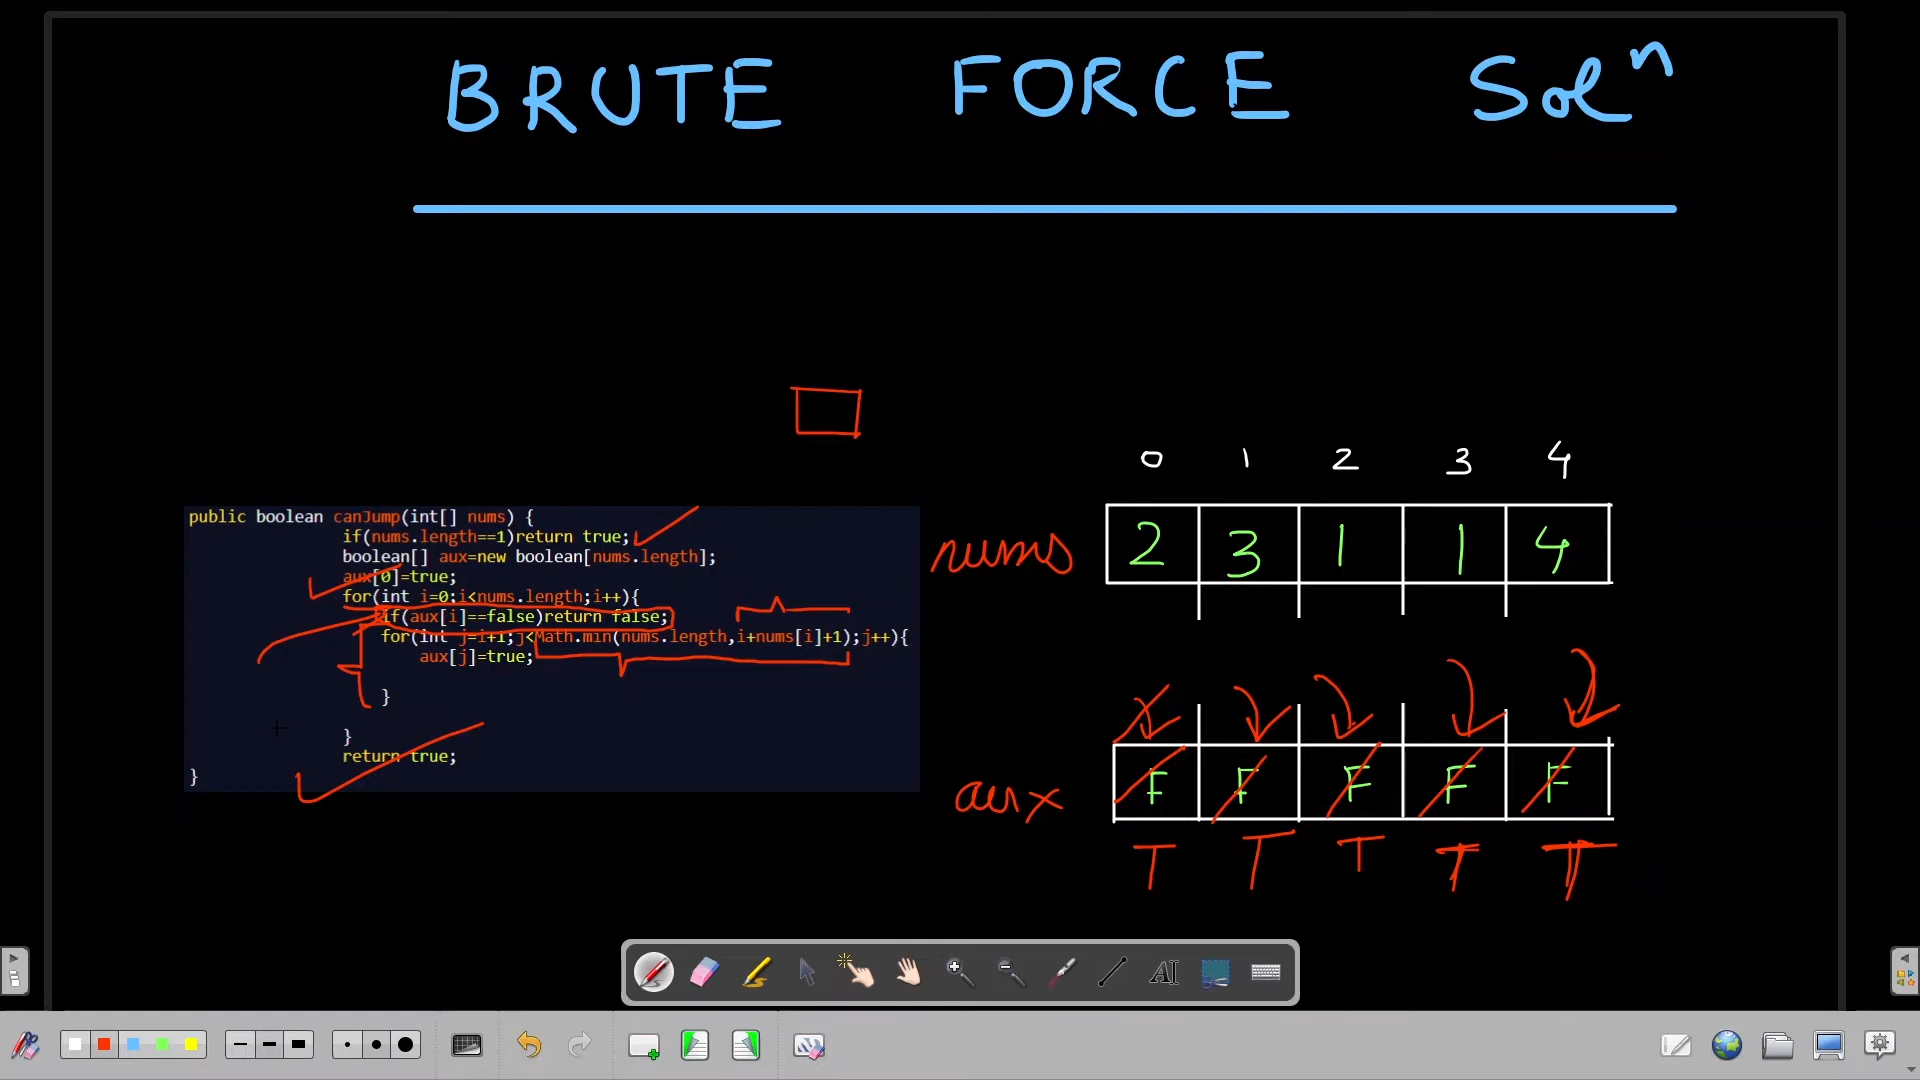 BRUTE FORCE Solⁿ
public boolean canJump(int[] nums) {
if(nums.length==1)return true;
boolean[] aux=new boolean[nums.length];
aux[0]=true;
for(int i=0;i<nums.length;i++){
if(aux[i]==false)return false;
for(int j=i+1;j<Math.min(nums.length,i+nums[i]+1);j++){
aux[j]=true;
}
}
return true;
}
0 1 2 3 4
nums 2 3 1 1 4
aux F F F F F
T T T T T
AI